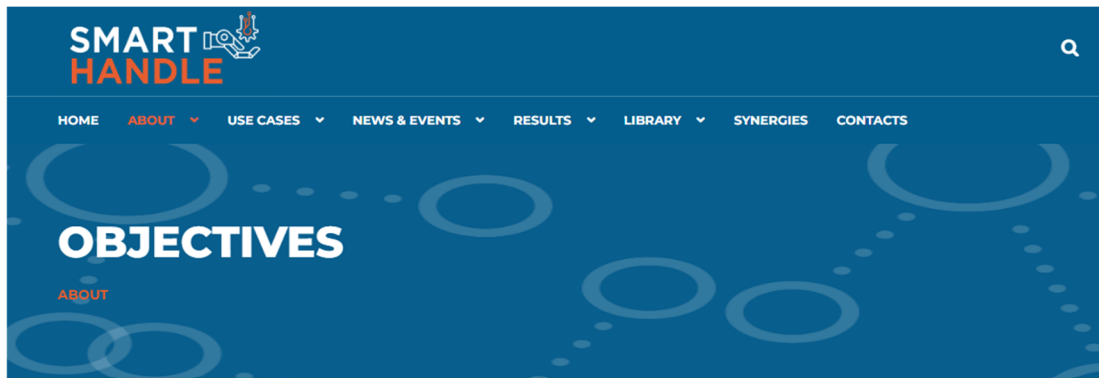 SMART
HANDLE
HOME ABOUT USE CASES NEWS & EVENTS RESULTS LIBRARY SYNERGIES CONTACTS
OBJECTIVES
ABOUT